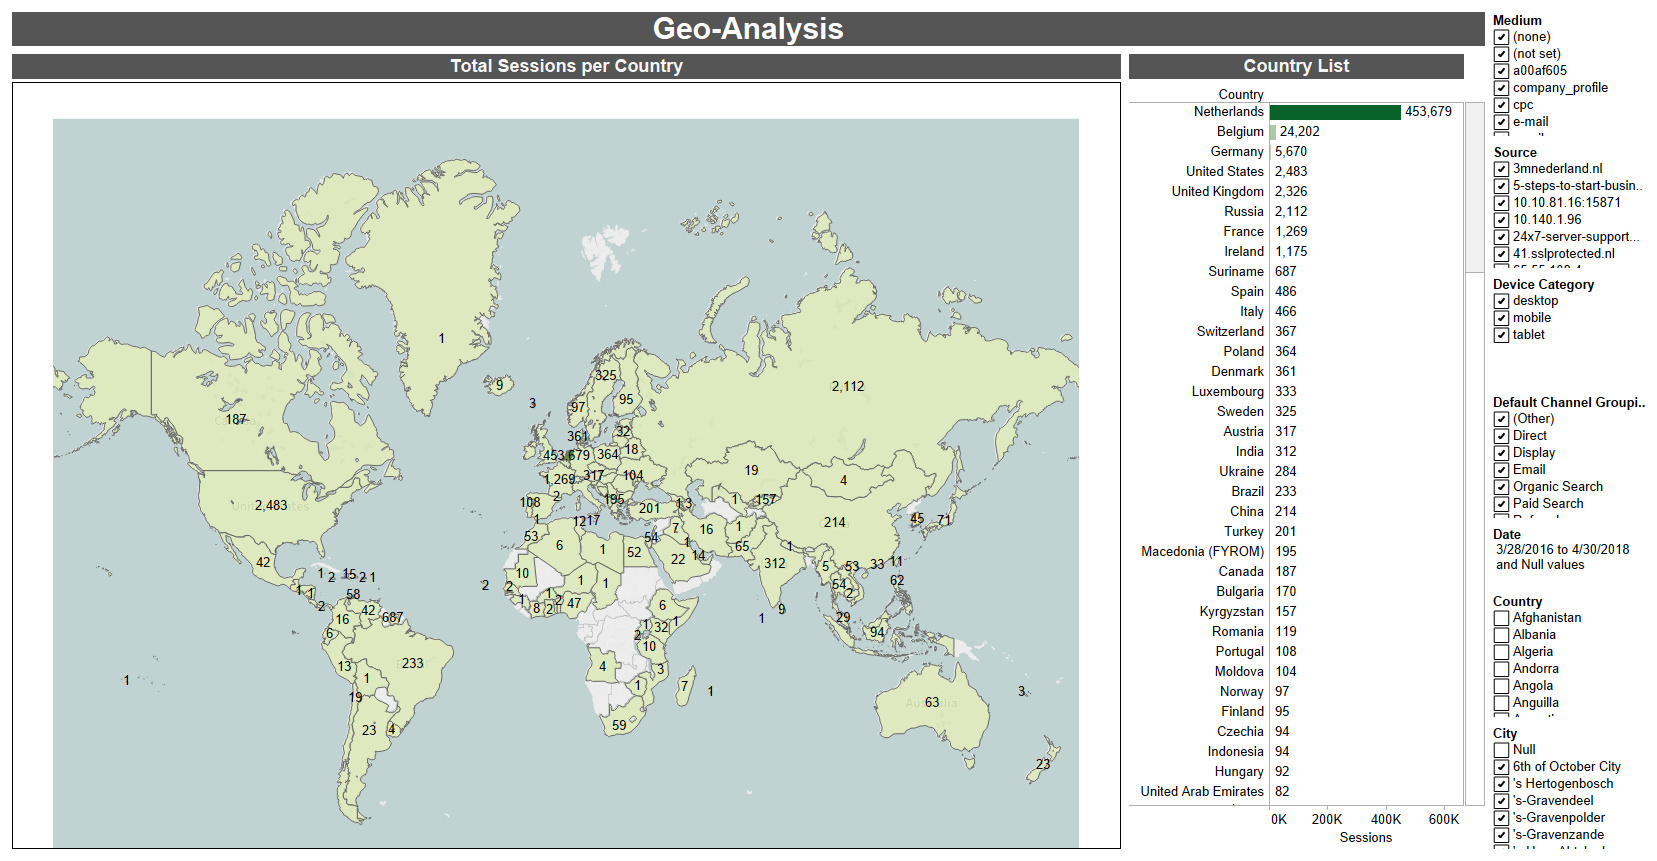 Geo-Analysis
Total Sessions per Country
1
9
3
325
97
95
2,112
187
361
32
453,679
364
18
1,269
317
104
19
4
2,483
2
108
195
201
1
3
1
157
214
45
71
1
12
17
53
6
1
52
54
7
16
1
1
65
22
14
312
1
5
53
33
11
42
1
2
15
2
1
10
2
2
1
1
1
1
2
58
54
2
62
1
8
2
1
2
1
47
6
16
42
687
6
1
32
1
2
10
1
9
29
94
13
233
1
4
3
1
7
1
1
3
19
23
4
59
63
23
Country List
Country
Netherlands 453,679
Belgium 24,202
Germany 5,670
United States 2,483
United Kingdom 2,326
Russia 2,112
France 1,269
Ireland 1,175
Suriname 687
Spain 486
Italy 466
Switzerland 367
Poland 364
Denmark 361
Luxembourg 333
Sweden 325
Austria 317
India 312
Ukraine 284
Brazil 233
China 214
Turkey 201
Macedonia (FYROM) 195
Canada 187
Bulgaria 170
Kyrgyzstan 157
Romania 119
Portugal 108
Moldova 104
Norway 97
Finland 95
Czechia 94
Indonesia 94
Hungary 92
United Arab Emirates 82
0K 200K 400K 600K
Sessions
Medium
(none)
(not set)
a00af605
company_profile
cpc
e-mail
Source
3mnederland.nl
5-steps-to-start-busin..
10.10.81.16:15871
10.140.1.96
24x7-server-support...
41.sslprotected.nl
Device Category
desktop
mobile
tablet
Default Channel Groupi..
(Other)
Direct
Display
Email
Organic Search
Paid Search
Date
3/28/2016 to 4/30/2018
and Null values
Country
Afghanistan
Albania
Algeria
Andorra
Angola
Anguilla
City
Null
6th of October City
's Hertogenbosch
's-Gravendeel
's-Gravenpolder
's-Gravenzande